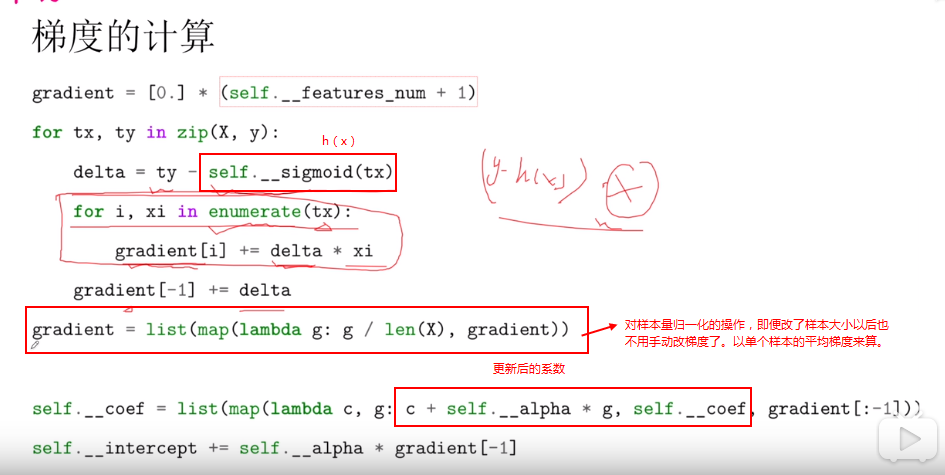 梯度的计算
gradient = [0.] * (self.__features_num + 1)
for tx, ty in zip(X, y):
h ( x )
delta = ty - self.__sigmoid(tx)
(y-h(x)) X
for i, xi in enumerate(tx):
gradient[i] += delta * xi
gradient[-1] += delta
gradient = list(map(lambda g: g / len(X), gradient))
对样本量归一化的操作，即便改了样本大小以后也
不用手动改梯度了。以单个样本的平均梯度来算。
更新后的系数
self.__coef = list(map(lambda c, g: c + self.__alpha * g, self.__coef, gradient[:-1]))
self.__intercept += self.__alpha * gradient[-1]